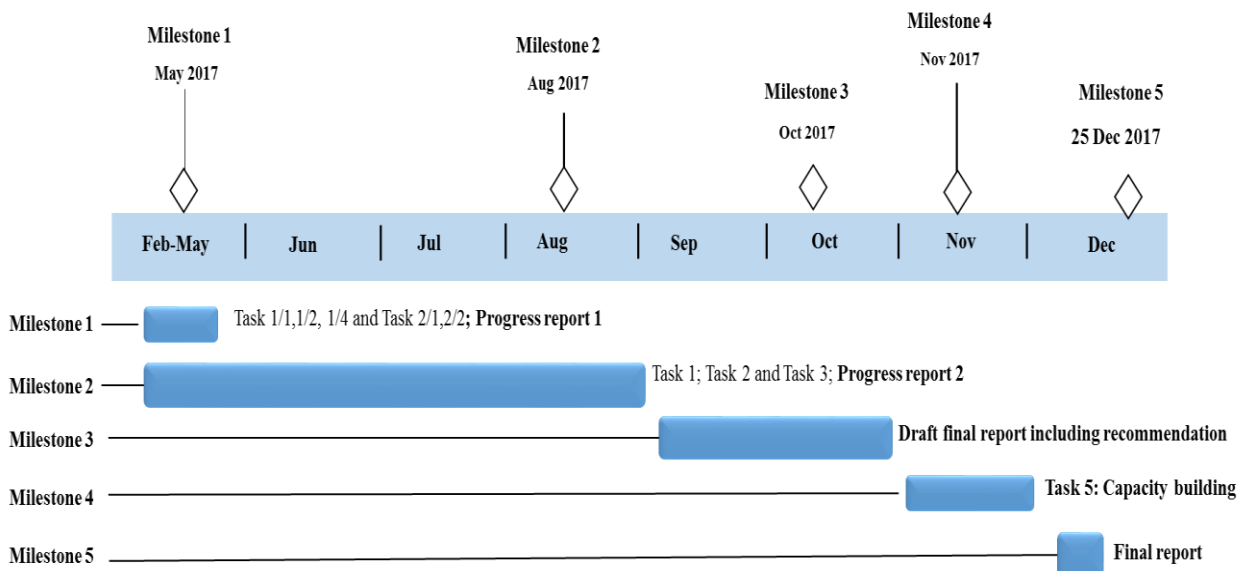 Milestone 1
May 2017
Milestone 2
Aug 2017
Milestone 3
Oct 2017
Milestone 4
Nov 2017
Milestone 5
25 Dec 2017
Feb-May | Jun | Jul | Aug | Sep | Oct | Nov | Dec
Milestone 1 Task 1/1,1/2, 1/4 and Task 2/1,2/2; Progress report 1
Milestone 2 Task 1; Task 2 and Task 3; Progress report 2
Milestone 3 Draft final report including recommendation
Milestone 4 Task 5: Capacity building
Milestone 5 Final report